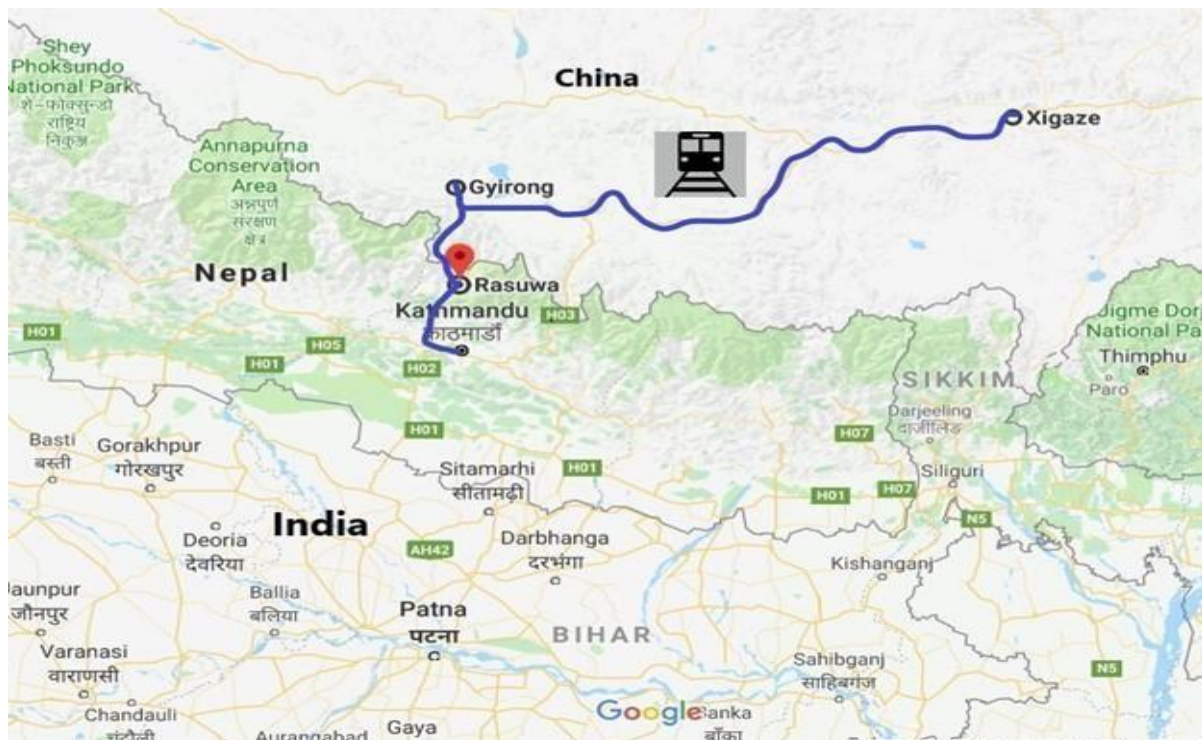 Shey
Phoksundo
National Park
शे-फोक्सुन्डो
राष्ट्रिय
निकुञ्ज
China
Xigaze
Annapurna
Conservation
Area
अन्नपूर्ण
संरक्षण
क्षेत्र
Gyirong
Nepal
Rasuwa
Kathmandu
काठमाडौं
H03
H01
H05
H01
H02
Jigme Dorj
National Pa
Thimphu
Paro
SIKKIM
Darjeeling
दार्जीलिङ
H01
H07
Basti
बस्ती
Gorakhpur
गोरखपुर
Sitamarhi
सीतामढ़ी
H01
Siliguri
H01
H07
N5
India
Deoria
देवरिया
AH42
Darbhanga
दरभंगा
Kishanganj
Jaunpur
जौनपुर
Ballia
बलिया
Patna
पटना
BIHAR
Varanasi
वाराणसी
Sahibganj
साहिबगंज
N5
Chandauli
चंदौली
Aurangabad
Gaya
Google
Banka
बाँका